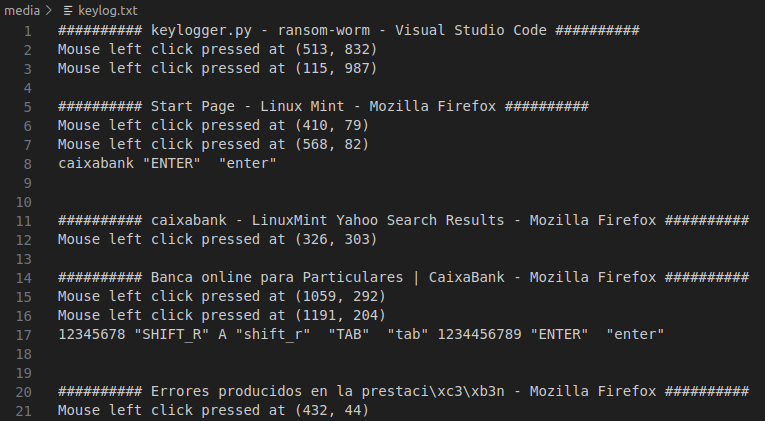 media > keylog.txt
1 ########## keylogger.py - ransom-worm - Visual Studio Code ##########
2 Mouse left click pressed at (513, 832)
3 Mouse left click pressed at (115, 987)
4
5 ########## Start Page - Linux Mint - Mozilla Firefox ##########
6 Mouse left click pressed at (410, 79)
7 Mouse left click pressed at (568, 82)
8 caixabank "ENTER"  "enter"
9
10
11 ########## caixabank - LinuxMint Yahoo Search Results - Mozilla Firefox ##########
12 Mouse left click pressed at (326, 303)
13
14 ########## Banca online para Particulares | CaixaBank - Mozilla Firefox ##########
15 Mouse left click pressed at (1059, 292)
16 Mouse left click pressed at (1191, 204)
17 12345678 "SHIFT_R" A "shift_r"  "TAB"  "tab" 1234456789 "ENTER"  "enter"
18
19
20 ########## Errores producidos en la prestaci\xc3\xb3n - Mozilla Firefox ##########
21 Mouse left click pressed at (432, 44)